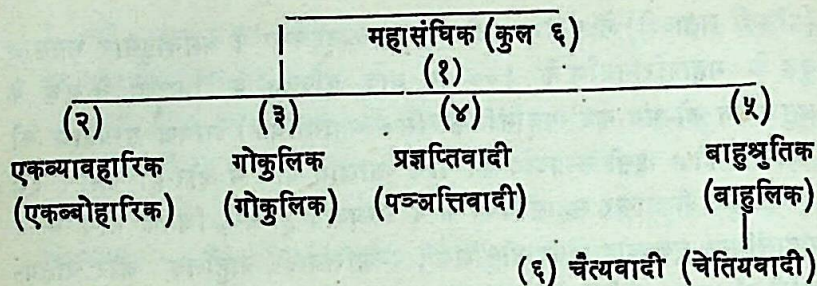 महासंघिक (कुल ६)
(१)
(२) (३) (४) (५)
एकव्यावहारिक गोकुलिक प्रज्ञप्तिवादी बाहुश्रुतिक
(एकब्बोहारिक) (गोकुलिक) (पञ्ञत्तिवादी) (वाहुलिक)
(६) चैत्यवादी (चेतियवादी)